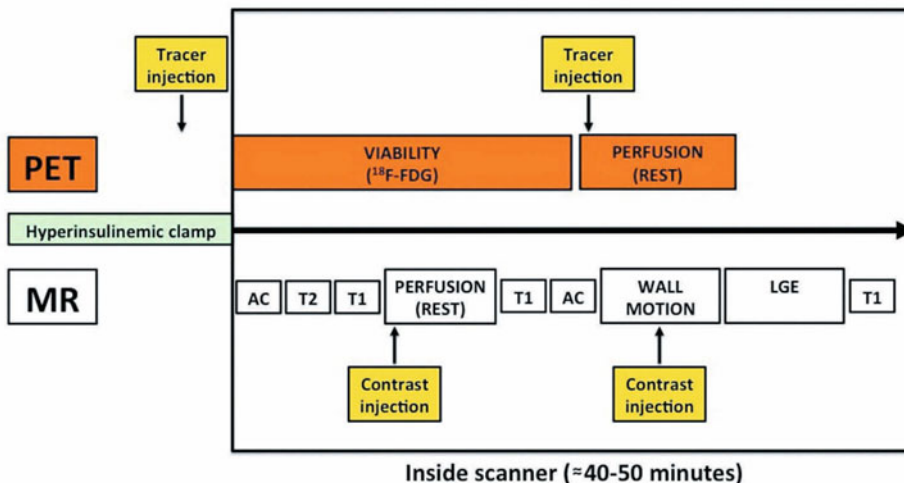 Tracer
injection
Tracer
injection
PET
VIABILITY
(¹⁸F-FDG)
PERFUSION
(REST)
Hyperinsulinemic clamp
MR
AC
T2
T1
PERFUSION
(REST)
T1
AC
WALL
MOTION
LGE
T1
Contrast
injection
Contrast
injection
Inside scanner (≈40-50 minutes)